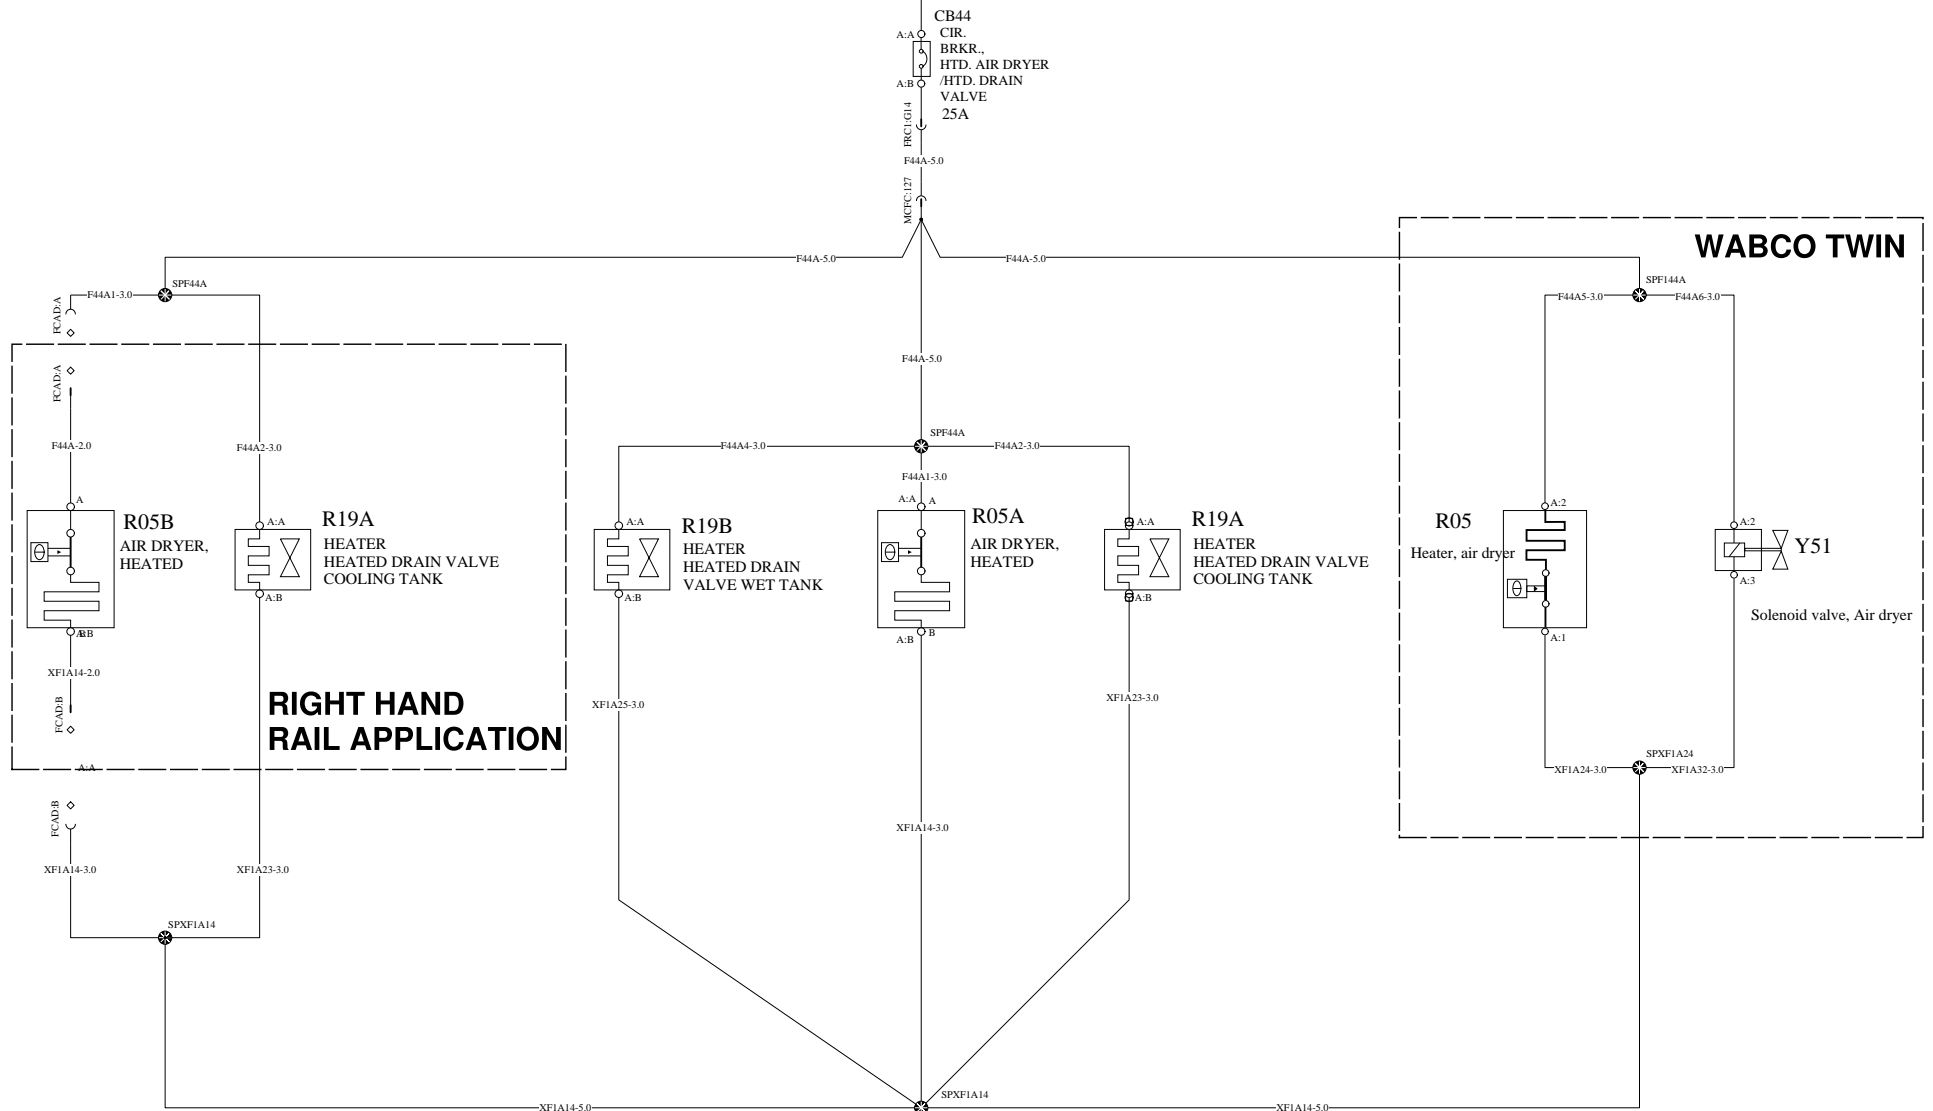 CB44
A:A
CIR.
BRKR.,
HTD. AIR DRYER
/HTD. DRAIN
A:B
VALVE
25A
FRC1:G14
F44A-5.0
MCFC:127
WABCO TWIN
F44A-5.0
F44A-5.0
SPF44A
SPF144A
F44A1-3.0
F44A5-3.0
F44A6-3.0
FCAD:A
F44A-5.0
FCAD:A
SPF44A
F44A-2.0
F44A2-3.0
F44A4-3.0
F44A2-3.0
F44A1-3.0
A
A:A
A
A:2
R05B
A:A
R19A
A:A
R19B
R05A
A:A
R19A
R05
A:2
AIR DRYER,
HEATED
HEATER
HEATED DRAIN VALVE
COOLING TANK
HEATER
HEATED DRAIN
VALVE WET TANK
AIR DRYER,
HEATED
HEATER
HEATED DRAIN VALVE
COOLING TANK
Heater, air dryer
Y51
A:3
A:B
A:B
A:B
Solenoid valve, Air dryer
B
A:B
B
A:1
XF1A14-2.0
FCAD:B
RIGHT HAND
RAIL APPLICATION
XF1A25-3.0
XF1A23-3.0
SPXF1A24
A:A
XF1A24-3.0
XF1A32-3.0
FCAD:B
XF1A14-3.0
XF1A14-3.0
XF1A23-3.0
SPXF1A14
SPXF1A14
XF1A14-5.0
XF1A14-5.0